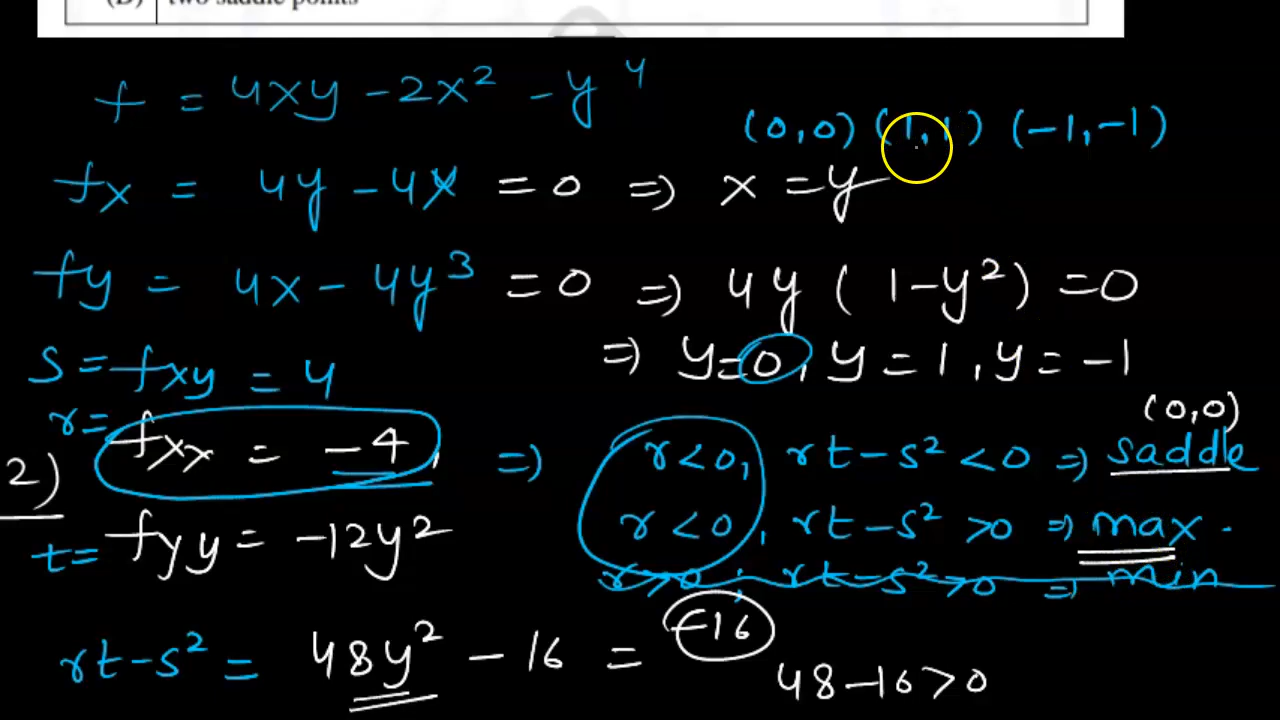 (D) two saddle points
f = 4xy - 2x² - y⁴
(0,0) (1,1) (-1,-1)
fx = 4y - 4x = 0 => x = y
fy = 4x - 4y³ = 0 => 4y (1-y²) = 0
=> y=0, y=1, y=-1
s = fxy = 4
(0,0)
r = fxx = -4, => r<0, rt-s²<0 => saddle
2)
r<0, rt-s²>0 => max.
t = fyy = -12y²
r>0, rt-s²>0 => min
rt-s² = 48y² - 16 = -16
48-16>0